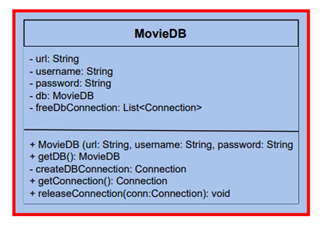 MovieDB
- url: String
- username: String
- password: String
- db: MovieDB
- freeDbConnection: List<Connection>
+ MovieDB (url: String, username: String, password: String
+ getDB(): MovieDB
- createDBConnection: Connection
+ getConnection(): Connection
+ releaseConnection(conn:Connection): void